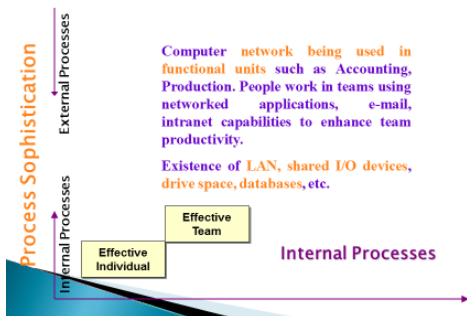 Process Sophistication
External Processes
Internal Processes
Computer network being used in
functional units such as Accounting,
Production. People work in teams using
networked applications, e-mail,
intranet capabilities to enhance team
productivity.
Existence of LAN, shared I/O devices,
drive space, databases, etc.
Effective
Team
Effective
Individual
Internal Processes